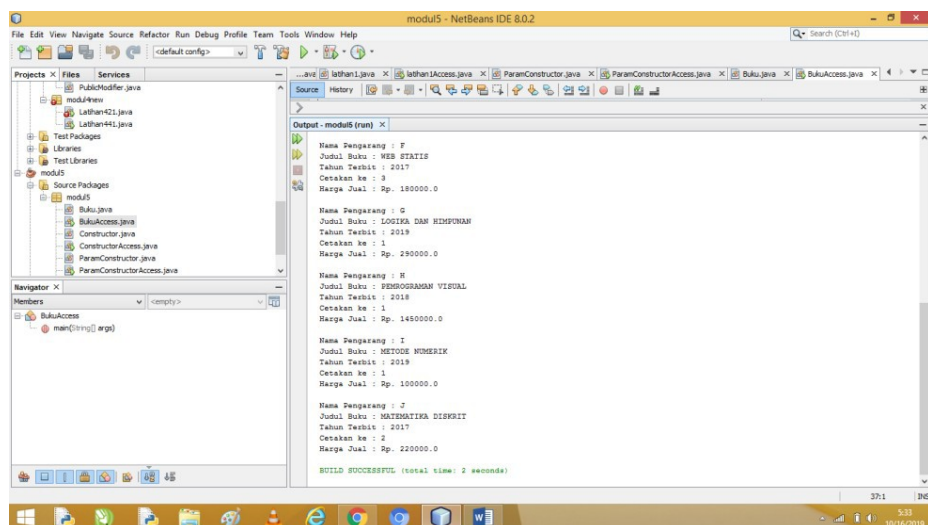 modul5 - NetBeans IDE 8.0.2
File Edit View Navigate Source Refactor Run Debug Profile Team Tools Window Help
Search (Ctrl+I)
<default config>
Projects Files Services
...ava latihan1.java latihan1Access.java ParamConstructor.java ParamConstructorAccess.java Buku.java BukuAccess.java
PublicModifier.java
modul4new
Latihan421.java
Latihan441.java
Test Packages
Libraries
Test Libraries
modul5
Source Packages
modul5
Buku.java
BukuAccess.java
Constructor.java
ConstructorAccess.java
ParamConstructor.java
ParamConstructorAccess.java
Navigator
Members <empty>
BukuAccess
main(String[] args)
Source History
Output - modul5 (run)
Nama Pengarang : F
Judul Buku : WEB STATIS
Tahun Terbit : 2017
Cetakan ke : 3
Harga Jual : Rp. 180000.0
Nama Pengarang : G
Judul Buku : LOGIKA DAN HIMPUNAN
Tahun Terbit : 2019
Cetakan ke : 1
Harga Jual : Rp. 290000.0
Nama Pengarang : H
Judul Buku : PEMROGRAMAN VISUAL
Tahun Terbit : 2018
Cetakan ke : 1
Harga Jual : Rp. 1450000.0
Nama Pengarang : I
Judul Buku : METODE NUMERIK
Tahun Terbit : 2019
Cetakan ke : 1
Harga Jual : Rp. 100000.0
Nama Pengarang : J
Judul Buku : MATEMATIKA DISKRIT
Tahun Terbit : 2017
Cetakan ke : 2
Harga Jual : Rp. 220000.0
BUILD SUCCESSFUL (total time: 2 seconds)
37:1 INS
5:33
10/16/2019